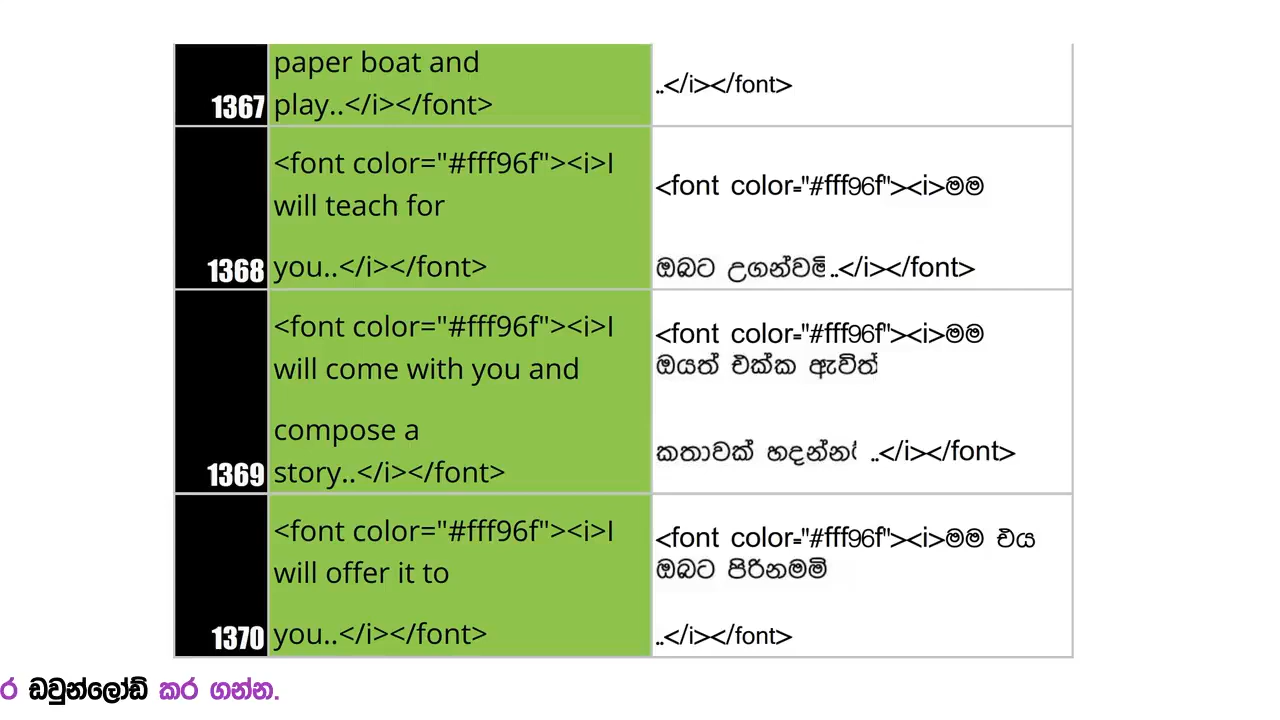 paper boat and
1367 play..</i></font>
..</i></font>
<font color="#fff96f"><i>I
will teach for
1368 you..</i></font>
<font color="#fff96f"><i>මම
ඔබට උගන්වමි..</i></font>
<font color="#fff96f"><i>I
will come with you and
compose a
1369 story..</i></font>
<font color="#fff96f"><i>මම
ඔයත් එක්ක ඇවිත්
කතාවක් හදන්නෙ ..</i></font>
<font color="#fff96f"><i>I
will offer it to
1370 you..</i></font>
<font color="#fff96f"><i>මම එය
ඔබට පිරිනමමි
..</i></font>
ර ඩවුන්ලෝඩ් කර ගන්න.